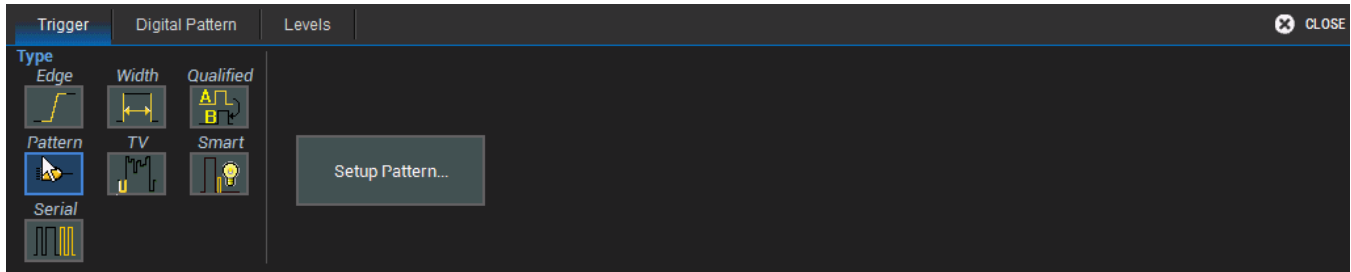 Trigger Digital Pattern Levels CLOSE
Type
Edge Width Qualified
A
B
Pattern TV Smart
U
Setup Pattern...
Serial